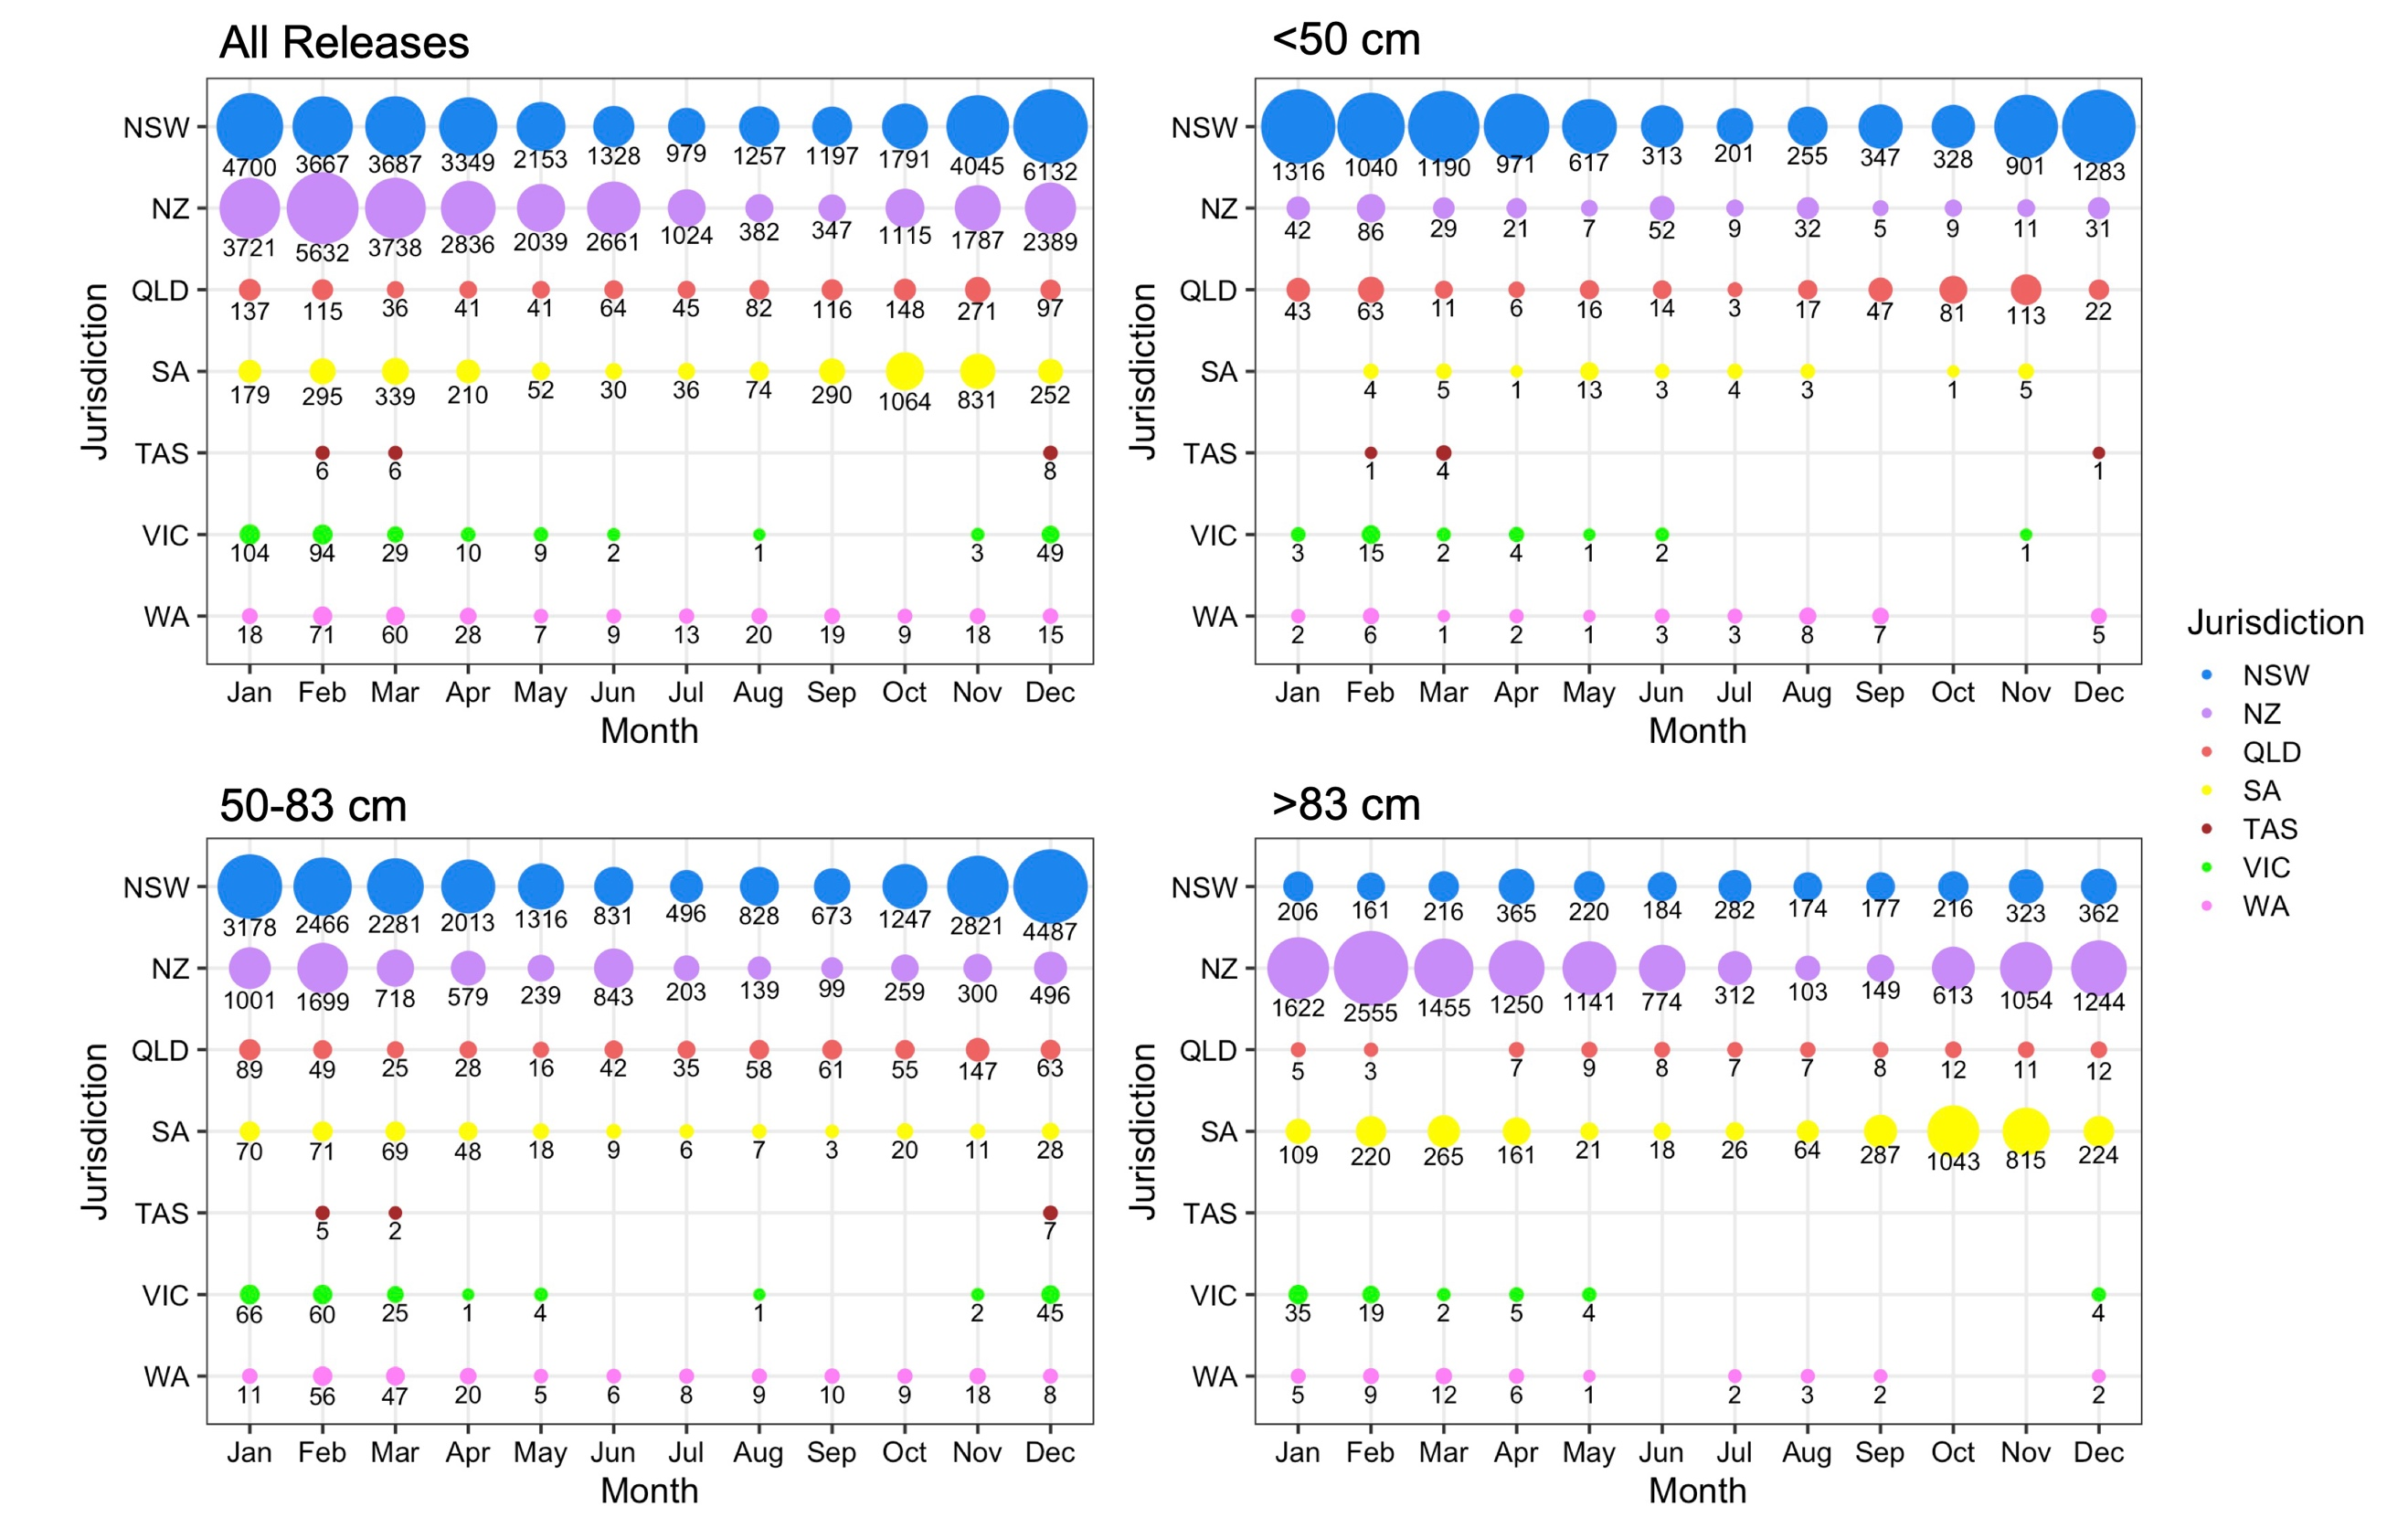 All Releases
NSW
4700 3667 3687 3349 2153 1328 979 1257 1197 1791 4045 6132
NZ
3721 5632 3738 2836 2039 2661 1024 382 347 1115 1787 2389
QLD
137 115 36 41 41 64 45 82 116 148 271 97
SA
179 295 339 210 52 30 36 74 290 1064 831 252
TAS
6 6 8
VIC
104 94 29 10 9 2 1 3 49
WA
18 71 60 28 7 9 13 20 19 9 18 15
Jurisdiction
Jan Feb Mar Apr May Jun Jul Aug Sep Oct Nov Dec
Month
<50 cm
NSW
1316 1040 1190 971 617 313 201 255 347 328 901 1283
NZ
42 86 29 21 7 52 9 32 5 9 11 31
QLD
43 63 11 6 16 14 3 17 47 81 113 22
SA
4 5 1 13 3 4 3 1 5
TAS
1 4 1
VIC
3 15 2 4 1 2 1
WA
2 6 1 2 1 3 3 8 7 5
Jurisdiction
Jan Feb Mar Apr May Jun Jul Aug Sep Oct Nov Dec
Month
50-83 cm
NSW
3178 2466 2281 2013 1316 831 496 828 673 1247 2821 4487
NZ
1001 1699 718 579 239 843 203 139 99 259 300 496
QLD
89 49 25 28 16 42 35 58 61 55 147 63
SA
70 71 69 48 18 9 6 7 3 20 11 28
TAS
5 2 7
VIC
66 60 25 1 4 1 2 45
WA
11 56 47 20 5 6 8 9 10 9 18 8
Jurisdiction
Jan Feb Mar Apr May Jun Jul Aug Sep Oct Nov Dec
Month
>83 cm
NSW
206 161 216 365 220 184 282 174 177 216 323 362
NZ
1622 2555 1455 1250 1141 774 312 103 149 613 1054 1244
QLD
5 3 7 9 8 7 7 8 12 11 12
SA
109 220 265 161 21 18 26 64 287 1043 815 224
TAS
VIC
35 19 2 5 4 4
WA
5 9 12 6 1 2 3 2 2
Jurisdiction
Jan Feb Mar Apr May Jun Jul Aug Sep Oct Nov Dec
Month
Jurisdiction
NSW
NZ
QLD
SA
TAS
VIC
WA